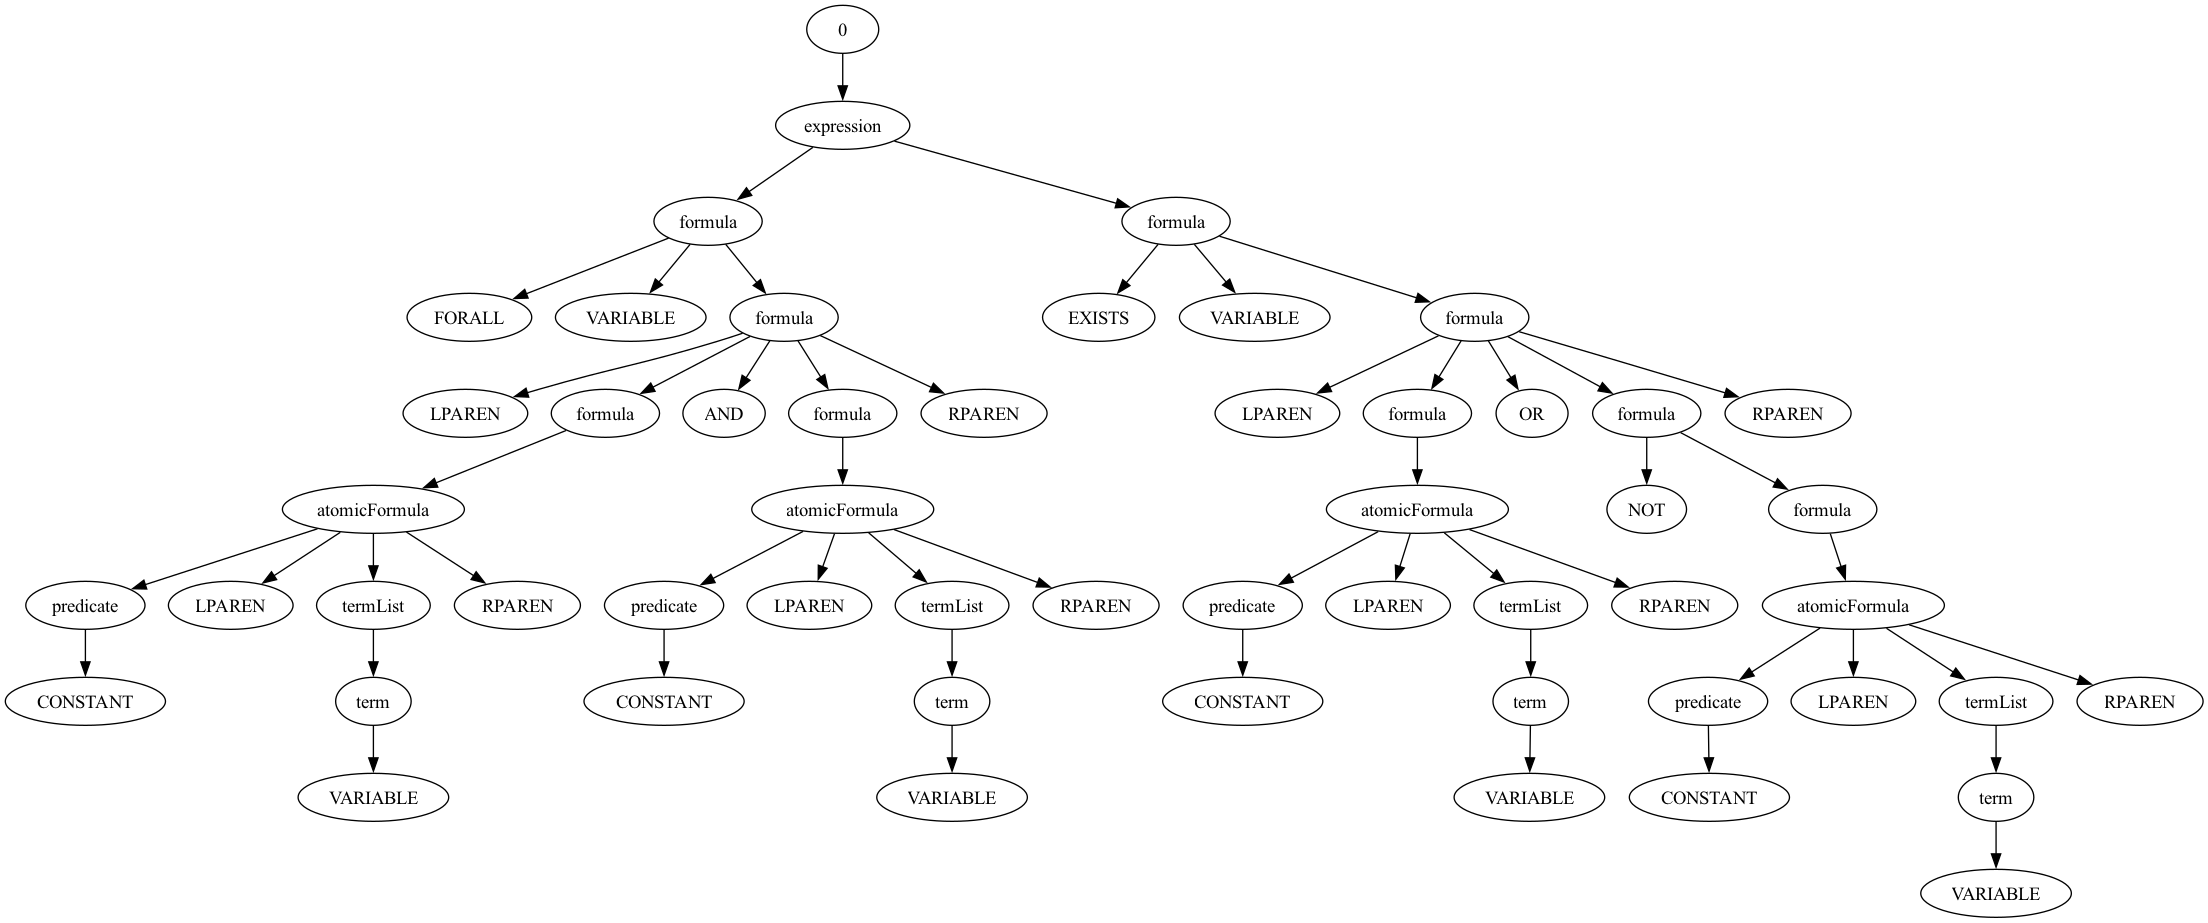 0
expression
formula formula
FORALL VARIABLE formula EXISTS VARIABLE formula
LPAREN formula AND formula RPAREN LPAREN formula OR formula RPAREN
atomicFormula atomicFormula atomicFormula NOT formula
predicate LPAREN termList RPAREN predicate LPAREN termList RPAREN predicate LPAREN termList RPAREN atomicFormula
CONSTANT term CONSTANT term CONSTANT term predicate LPAREN termList RPAREN
VARIABLE VARIABLE VARIABLE CONSTANT term
VARIABLE